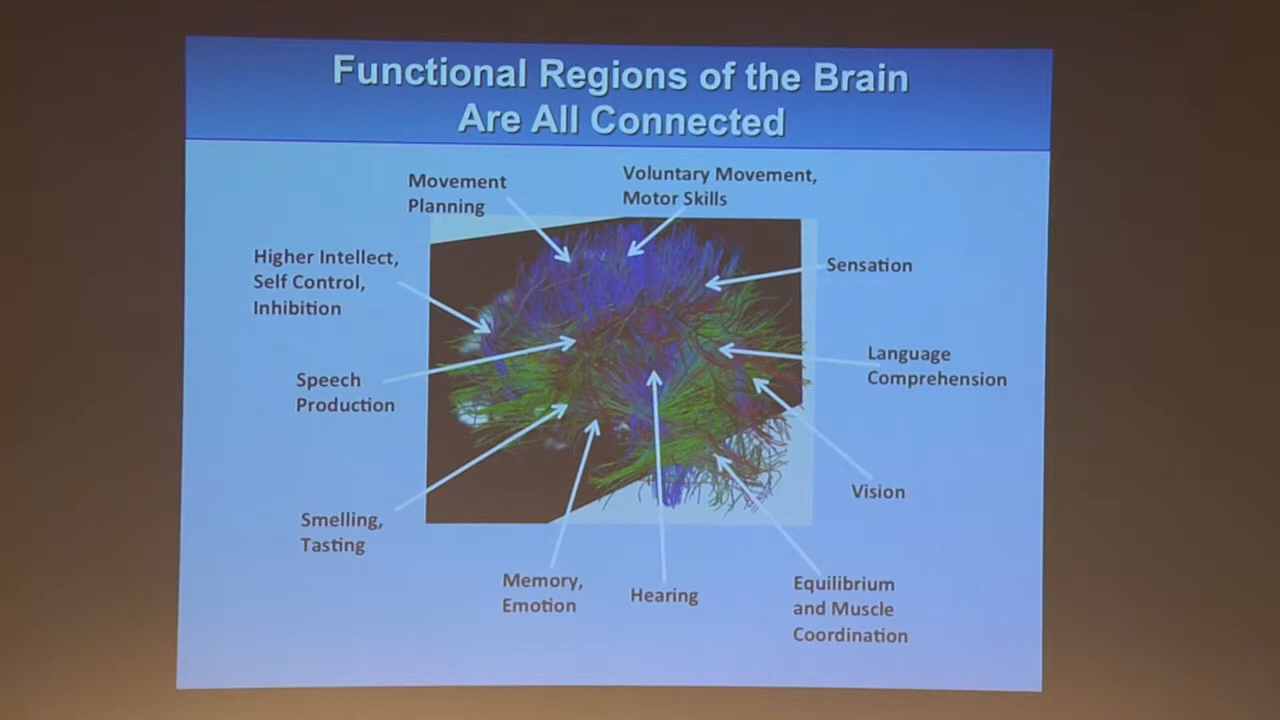 Functional Regions of the Brain
Are All Connected
Movement
Planning
Voluntary Movement,
Motor Skills
Higher Intellect,
Self Control,
Inhibition
Sensation
Speech
Production
Language
Comprehension
Smelling,
Tasting
Vision
Memory,
Emotion
Hearing
Equilibrium
and Muscle
Coordination